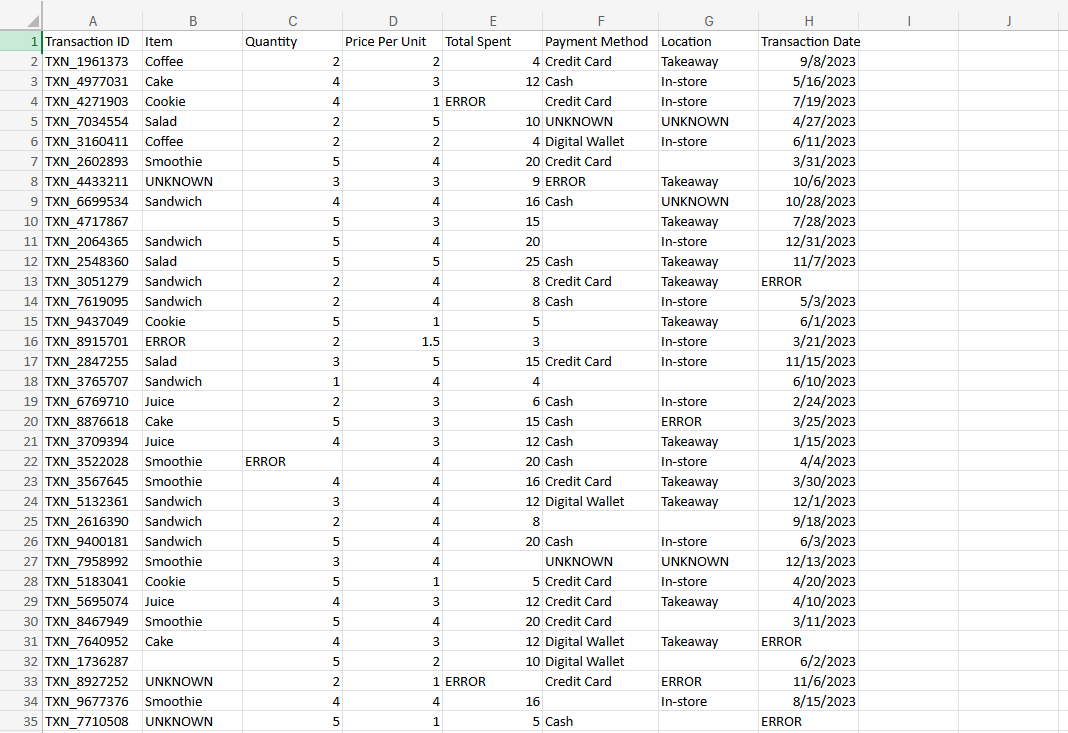 A B C D E F G H I J
1 Transaction ID Item Quantity Price Per Unit Total Spent Payment Method Location Transaction Date
2 TXN_1961373 Coffee 2 2 4 Credit Card Takeaway 9/8/2023
3 TXN_4977031 Cake 4 3 12 Cash In-store 5/16/2023
4 TXN_4271903 Cookie 4 1 ERROR Credit Card In-store 7/19/2023
5 TXN_7034554 Salad 2 5 10 UNKNOWN UNKNOWN 4/27/2023
6 TXN_3160411 Coffee 2 2 4 Digital Wallet In-store 6/11/2023
7 TXN_2602893 Smoothie 5 4 20 Credit Card 3/31/2023
8 TXN_4433211 UNKNOWN 3 3 9 ERROR Takeaway 10/6/2023
9 TXN_6699534 Sandwich 4 4 16 Cash UNKNOWN 10/28/2023
10 TXN_4717867 5 3 15 Takeaway 7/28/2023
11 TXN_2064365 Sandwich 5 4 20 In-store 12/31/2023
12 TXN_2548360 Salad 5 5 25 Cash Takeaway 11/7/2023
13 TXN_3051279 Sandwich 2 4 8 Credit Card Takeaway ERROR
14 TXN_7619095 Sandwich 2 4 8 Cash In-store 5/3/2023
15 TXN_9437049 Cookie 5 1 5 Takeaway 6/1/2023
16 TXN_8915701 ERROR 2 1.5 3 In-store 3/21/2023
17 TXN_2847255 Salad 3 5 15 Credit Card In-store 11/15/2023
18 TXN_3765707 Sandwich 1 4 4 6/10/2023
19 TXN_6769710 Juice 2 3 6 Cash In-store 2/24/2023
20 TXN_8876618 Cake 5 3 15 Cash ERROR 3/25/2023
21 TXN_3709394 Juice 4 3 12 Cash Takeaway 1/15/2023
22 TXN_3522028 Smoothie ERROR 4 20 Cash In-store 4/4/2023
23 TXN_3567645 Smoothie 4 4 16 Credit Card Takeaway 3/30/2023
24 TXN_5132361 Sandwich 3 4 12 Digital Wallet Takeaway 12/1/2023
25 TXN_2616390 Sandwich 2 4 8 9/18/2023
26 TXN_9400181 Sandwich 5 4 20 Cash In-store 6/3/2023
27 TXN_7958992 Smoothie 3 4 UNKNOWN UNKNOWN 12/13/2023
28 TXN_5183041 Cookie 5 1 5 Credit Card In-store 4/20/2023
29 TXN_5695074 Juice 4 3 12 Credit Card Takeaway 4/10/2023
30 TXN_8467949 Smoothie 5 4 20 Credit Card 3/11/2023
31 TXN_7640952 Cake 4 3 12 Digital Wallet Takeaway ERROR
32 TXN_1736287 5 2 10 Digital Wallet 6/2/2023
33 TXN_8927252 UNKNOWN 2 1 ERROR Credit Card ERROR 11/6/2023
34 TXN_9677376 Smoothie 4 4 16 In-store 8/15/2023
35 TXN_7710508 UNKNOWN 5 1 5 Cash ERROR